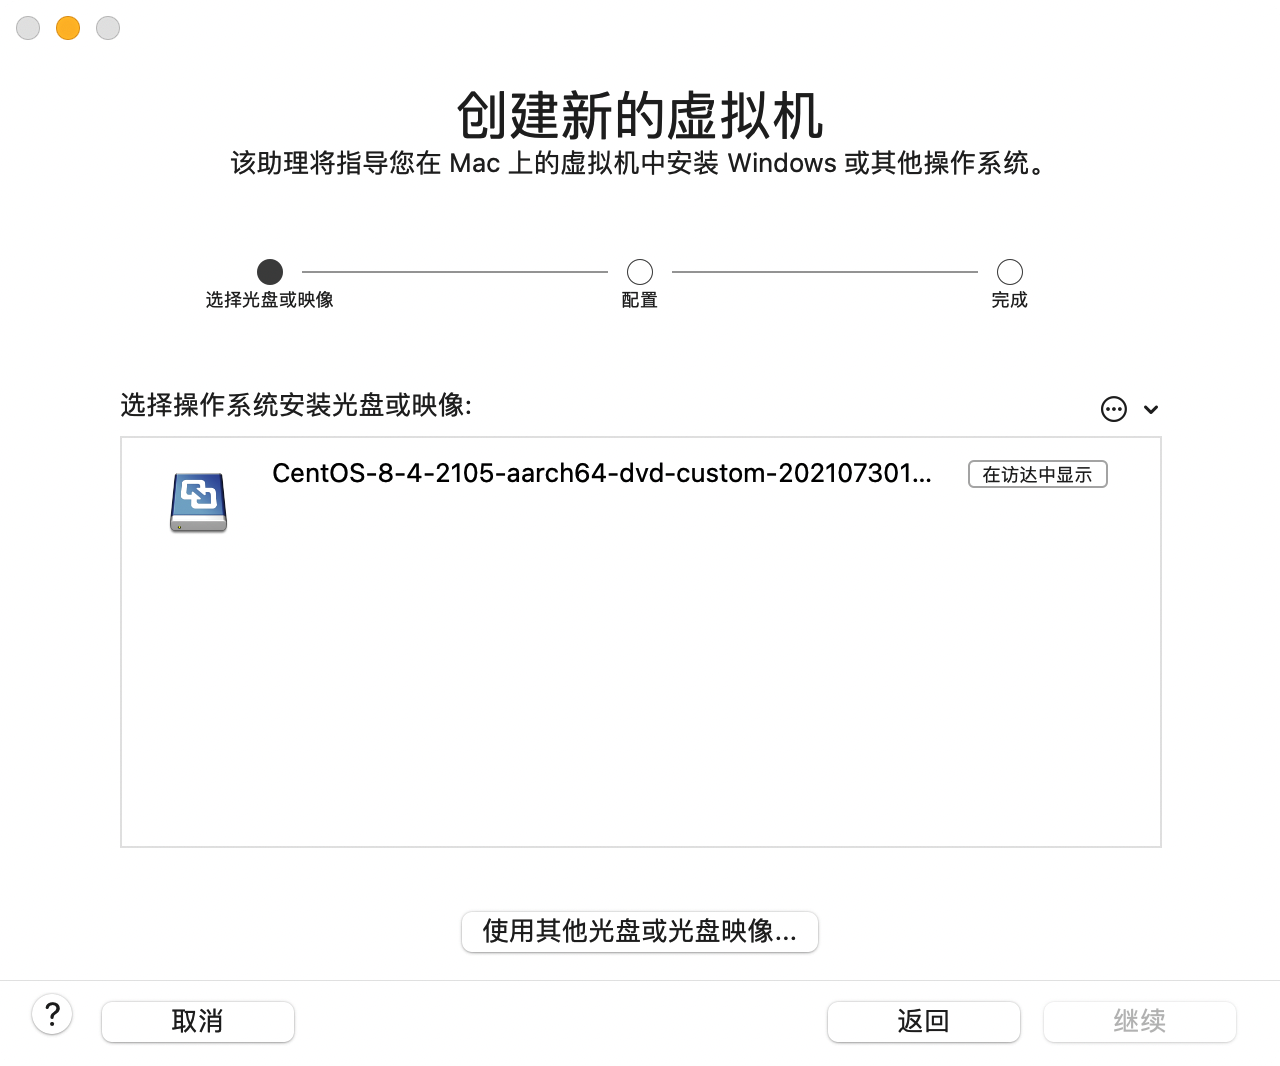 创建新的虚拟机
该助理将指导您在 Mac 上的虚拟机中安装 Windows 或其他操作系统。
选择光盘或映像
配置
完成
选择操作系统安装光盘或映像:
CentOS-8-4-2105-aarch64-dvd-custom-202107301...
在访达中显示
使用其他光盘或光盘映像...
?
取消
返回
继续